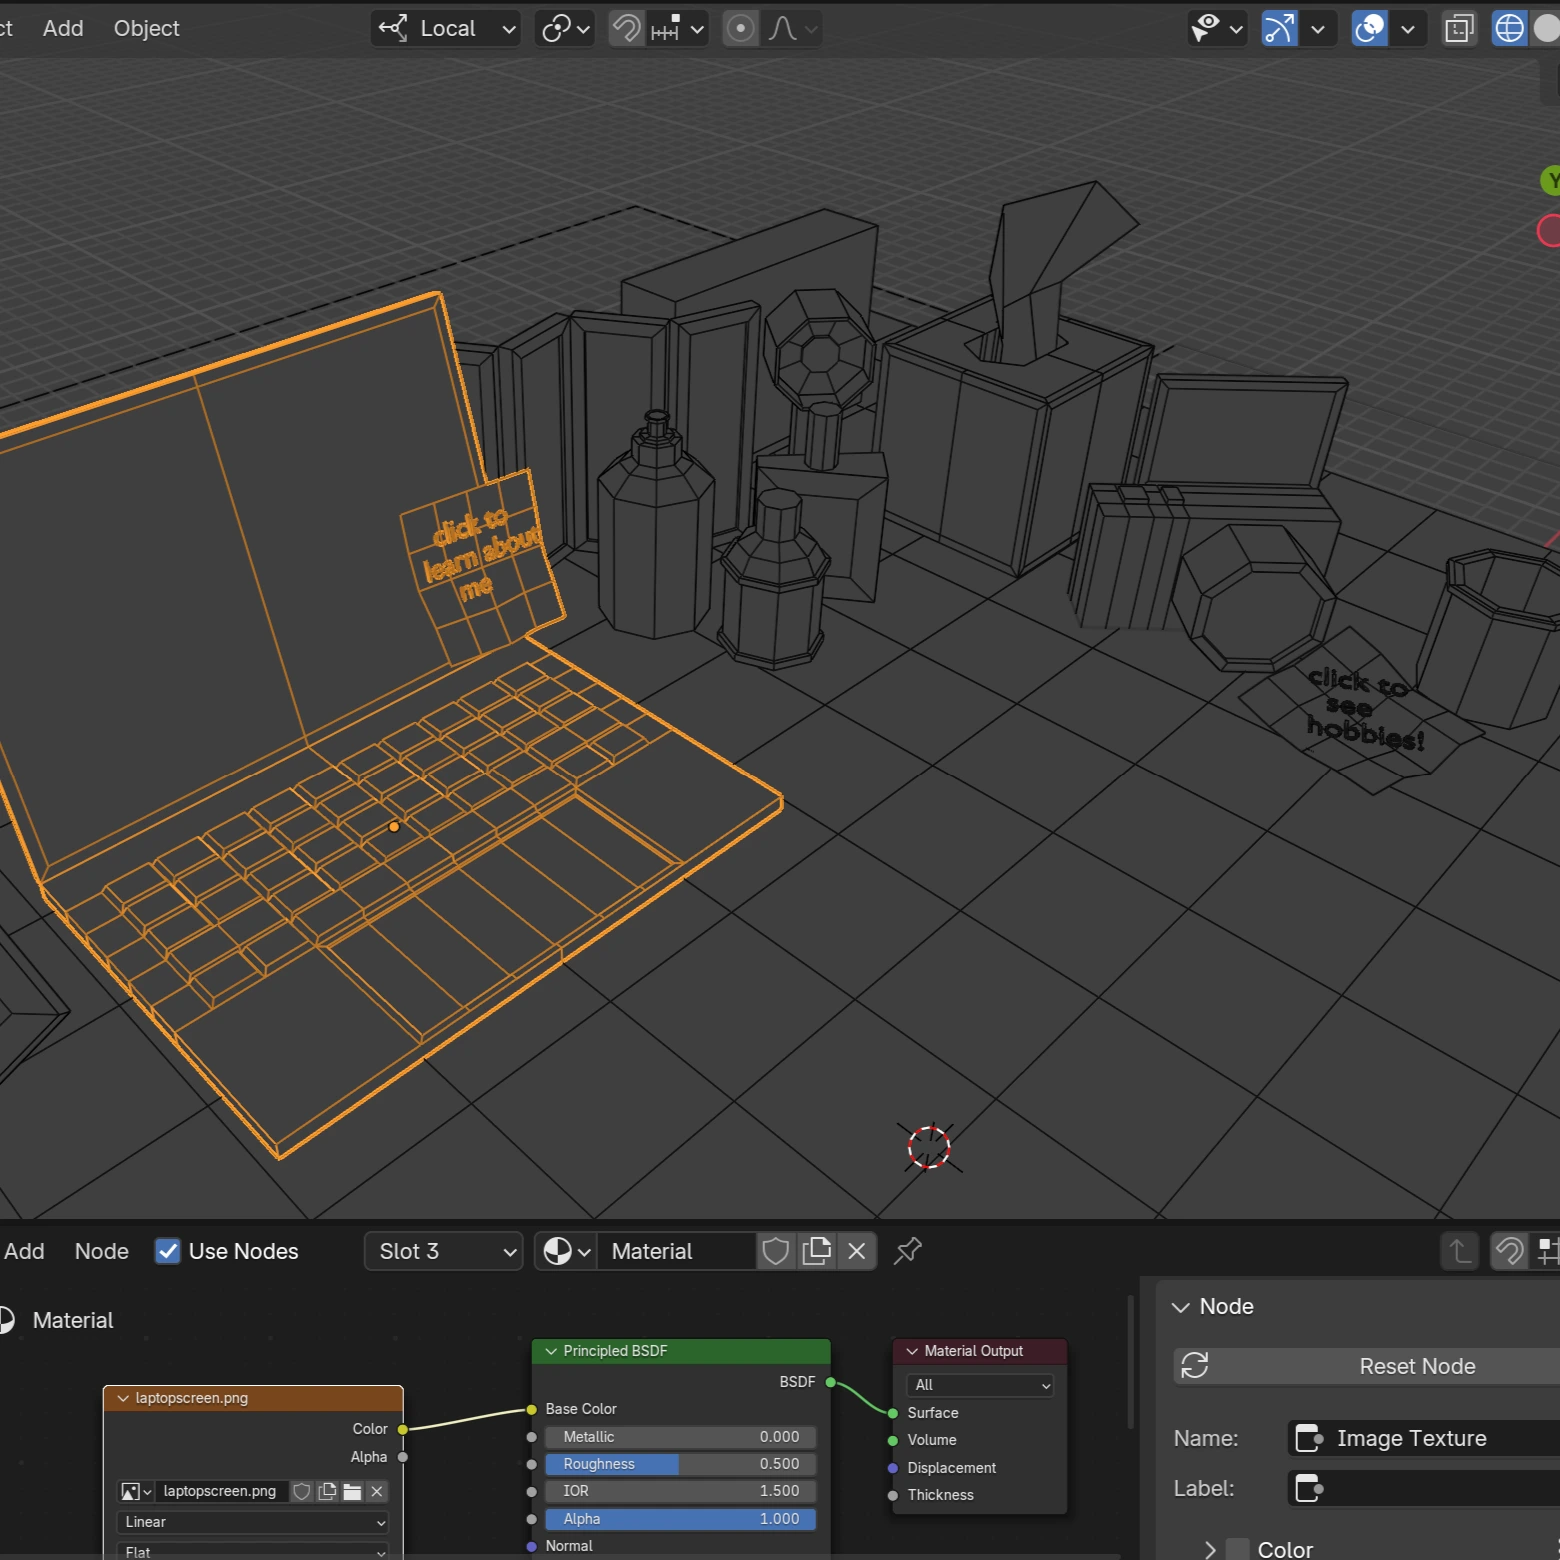 ct Add Object Local
Y
click to
learn about
me
click to
see
hobbies!
Add Node Use Nodes Slot 3 Material
Material
Node
Reset Node
Name: Image Texture
Label:
Color
laptopscreen.png
Color
Alpha
laptopscreen.png
Linear
Flat
Principled BSDF
BSDF
Base Color
Metallic 0.000
Roughness 0.500
IOR 1.500
Alpha 1.000
Normal
Material Output
All
Surface
Volume
Displacement
Thickness